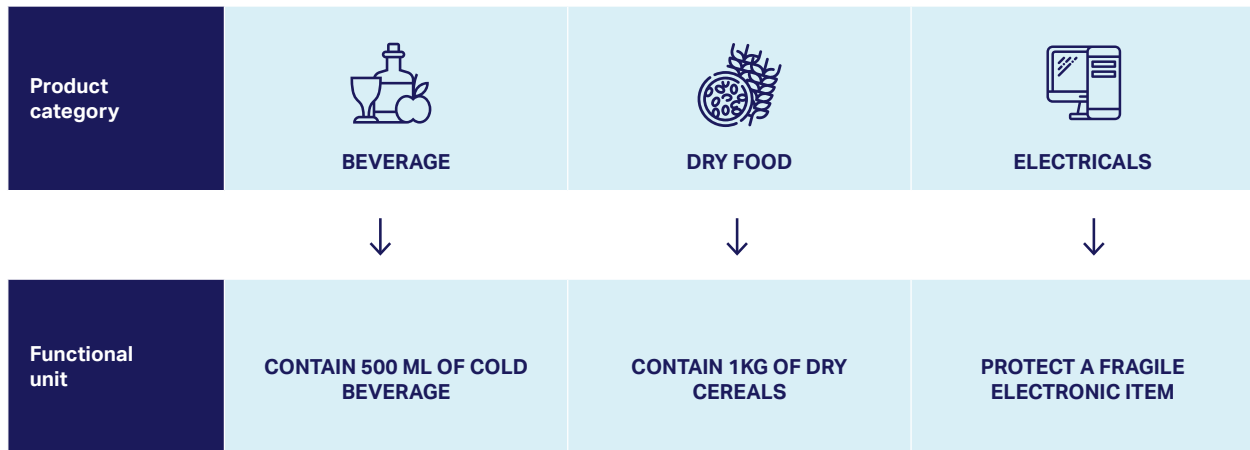 Product
category
BEVERAGE
DRY FOOD
ELECTRICALS
Functional
unit
CONTAIN 500 ML OF COLD
BEVERAGE
CONTAIN 1KG OF DRY
CEREALS
PROTECT A FRAGILE
ELECTRONIC ITEM